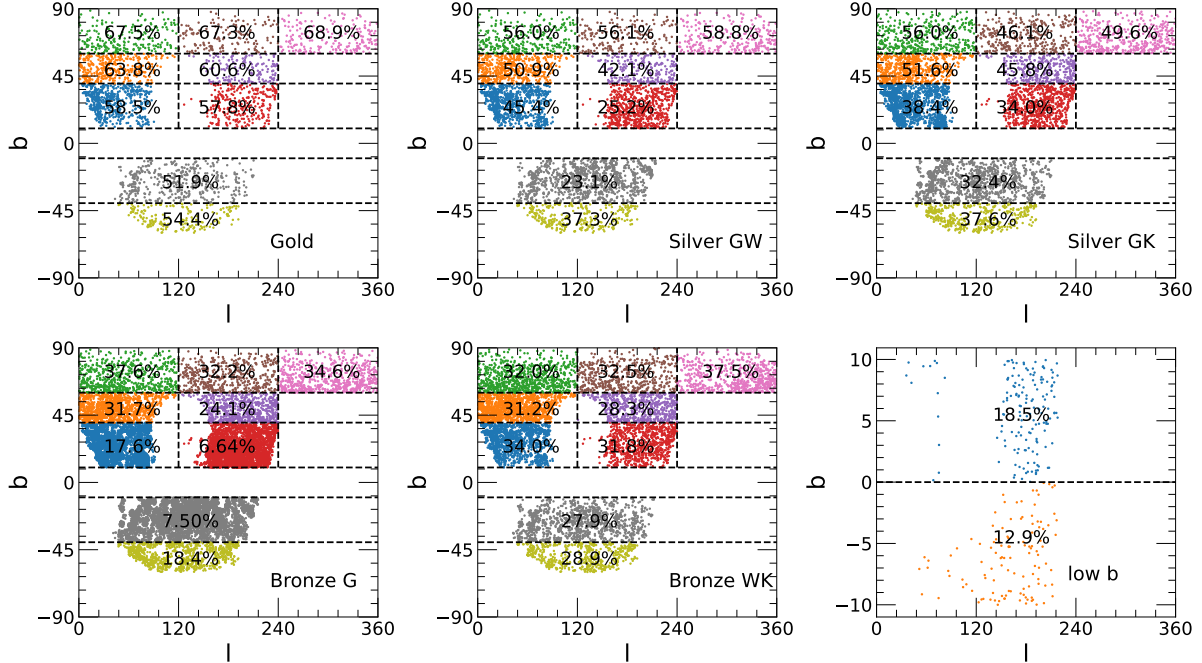 90
45
0
−45
−90
b
67.5% 67.3% 68.9%
63.8% 60.6%
58.5% 57.8%
51.9%
54.4%
Gold
0 120 240 360
l
56.0% 56.1% 58.8%
50.9% 42.1%
45.4% 25.2%
23.1%
37.3%
Silver GW
0 120 240 360
l
90
45
0
−45
−90
b
56.0% 46.1% 49.6%
51.6% 45.8%
38.4% 34.0%
32.4%
37.6%
Silver GK
0 120 240 360
l
90
45
0
−45
−90
b
90
45
0
−45
−90
b
37.6% 32.2% 34.6%
31.7% 24.1%
17.6% 6.64%
7.50%
18.4%
Bronze G
0 120 240 360
l
90
45
0
−45
−90
b
32.0% 32.5% 37.5%
31.2% 28.3%
34.0% 31.8%
27.9%
28.9%
Bronze WK
0 120 240 360
l
10
5
0
−5
−10
b
18.5%
12.9%
low b
0 120 240 360
l